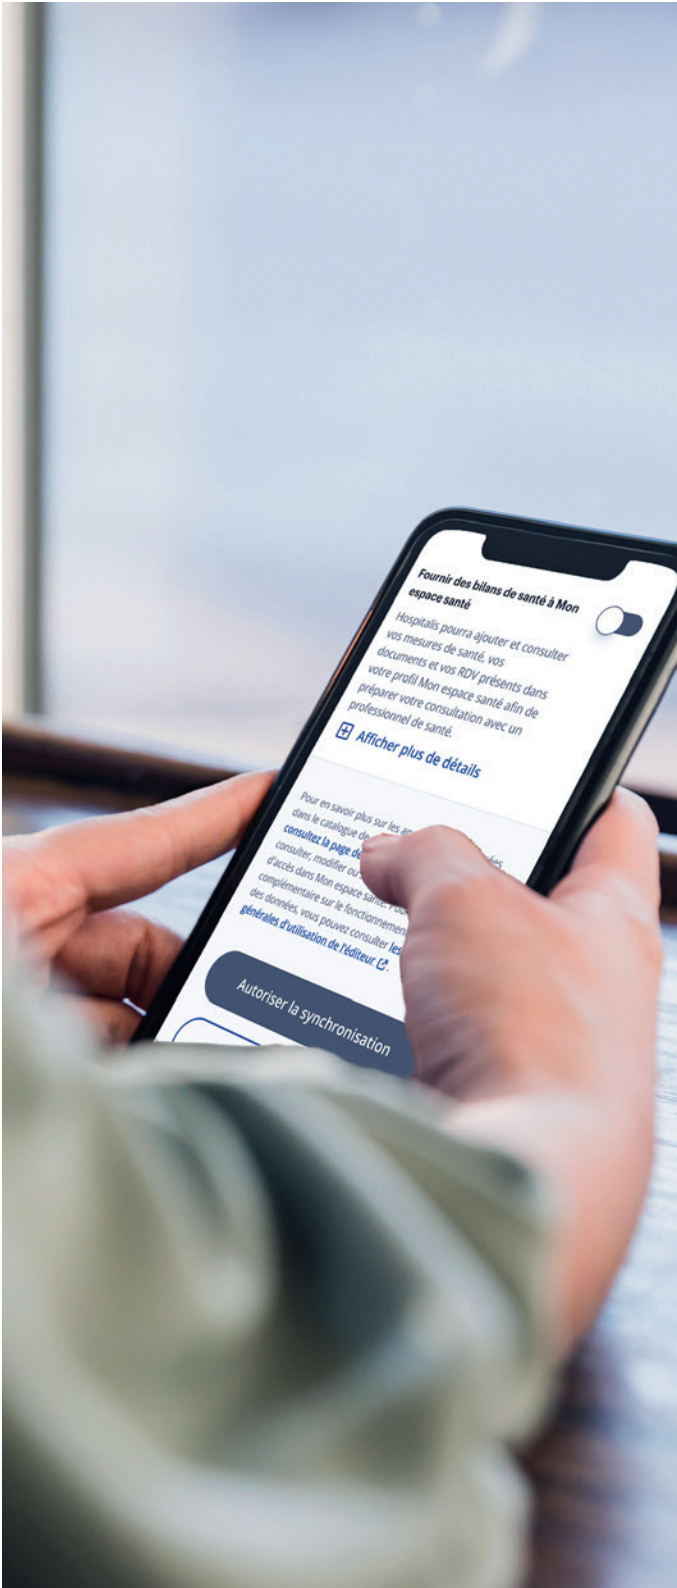 Fournir des bilans de santé à Mon
espace santé
Hospitalis pourra ajouter et consulter
vos mesures de santé, vos
documents et vos RDV présents dans
votre profil Mon espace santé afin de
préparer votre consultation avec un
professionnel de santé.
Afficher plus de détails
Pour en savoir plus sur les
dans le catalogue de
consultez la page
consulter, modifier ou
d'accès dans Mon espace santé.
complémentaire sur le fonctionnement
des données, vous pouvez consulter les
générales d'utilisation de l'éditeur
Autoriser la synchronisation